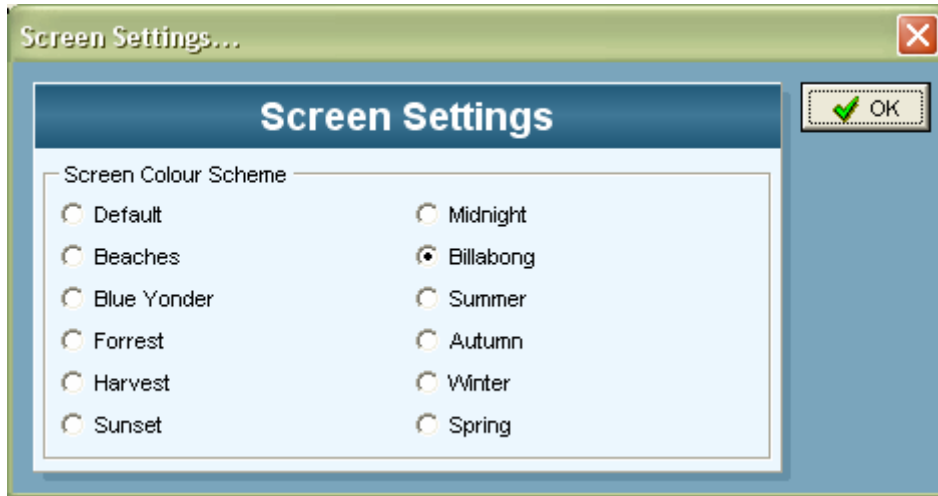 Screen Settings...
Screen Settings
OK
Screen Colour Scheme
Default
Midnight
Beaches
Billabong
Blue Yonder
Summer
Forrest
Autumn
Harvest
Winter
Sunset
Spring